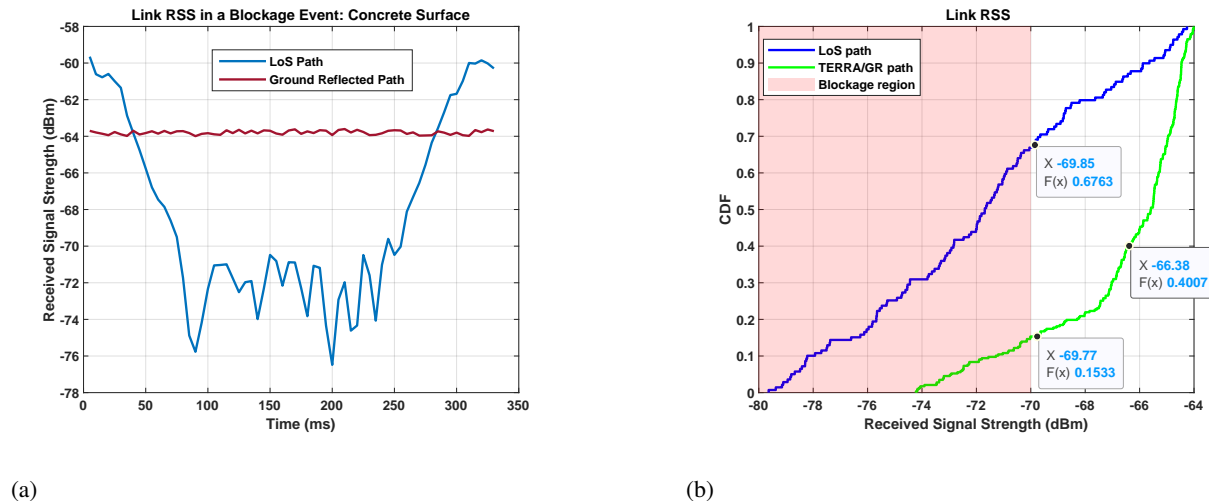 Link RSS in a Blockage Event: Concrete Surface
-58
-60
-62
-64
-66
-68
-70
-72
-74
-76
-78
Received Signal Strength (dBm)
LoS Path
Ground Reflected Path
0 50 100 150 200 250 300 350
Time (ms)
(a)
Link RSS
1
0.9
0.8
0.7
0.6
0.5
0.4
0.3
0.2
0.1
0
CDF
LoS path
TERRA/GR path
Blockage region
X -69.85
F(x) 0.6763
X -66.38
F(x) 0.4007
X -69.77
F(x) 0.1533
-80 -78 -76 -74 -72 -70 -68 -66 -64
Received Signal Strength (dBm)
(b)